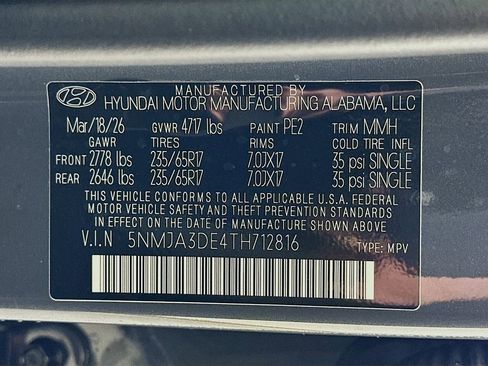 MANUFACTURED BY
HYUNDAI MOTOR MANUFACTURING ALABAMA, LLC
Mar/18/26 GVWR 4717 lbs PAINT PE2 TRIM MMH
GAWR TIRES RIMS COLD TIRE INFL
FRONT 2778 lbs 235/65R17 7.0JX17 35 psi SINGLE
REAR 2646 lbs 235/65R17 7.0JX17 35 psi SINGLE
THIS VEHICLE CONFORMS TO ALL APPLICABLE U.S.A. FEDERAL
MOTOR VEHICLE SAFETY AND THEFT PREVENTION STANDARDS
IN EFFECT ON THE DATE OF MANUFACTURE SHOWN ABOVE.
V.I.N 5NMJA3DE4TH712816 TYPE: MPV